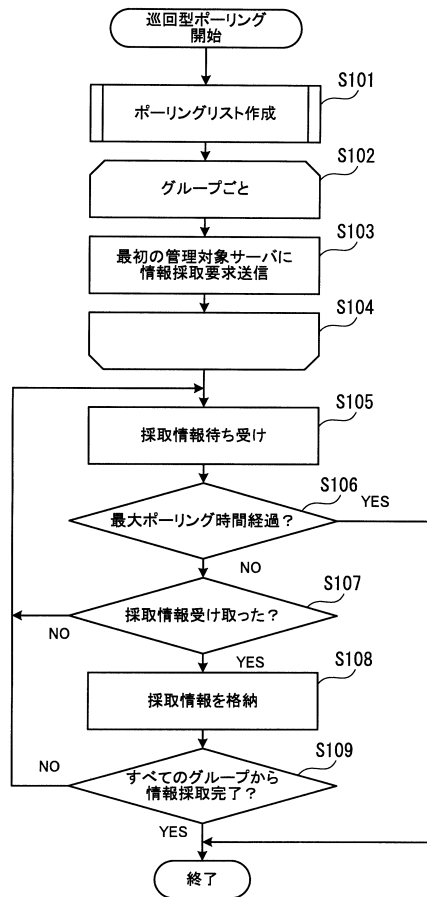 巡回型ポーリング
開始
S101
ポーリングリスト作成
S102
グループごと
S103
最初の管理対象サーバに
情報採取要求送信
S104
S105
採取情報待ち受け
S106
最大ポーリング時間経過？
YES
NO
S107
採取情報受け取った？
NO
YES
S108
採取情報を格納
S109
すべてのグループから
情報採取完了？
NO
YES
終了